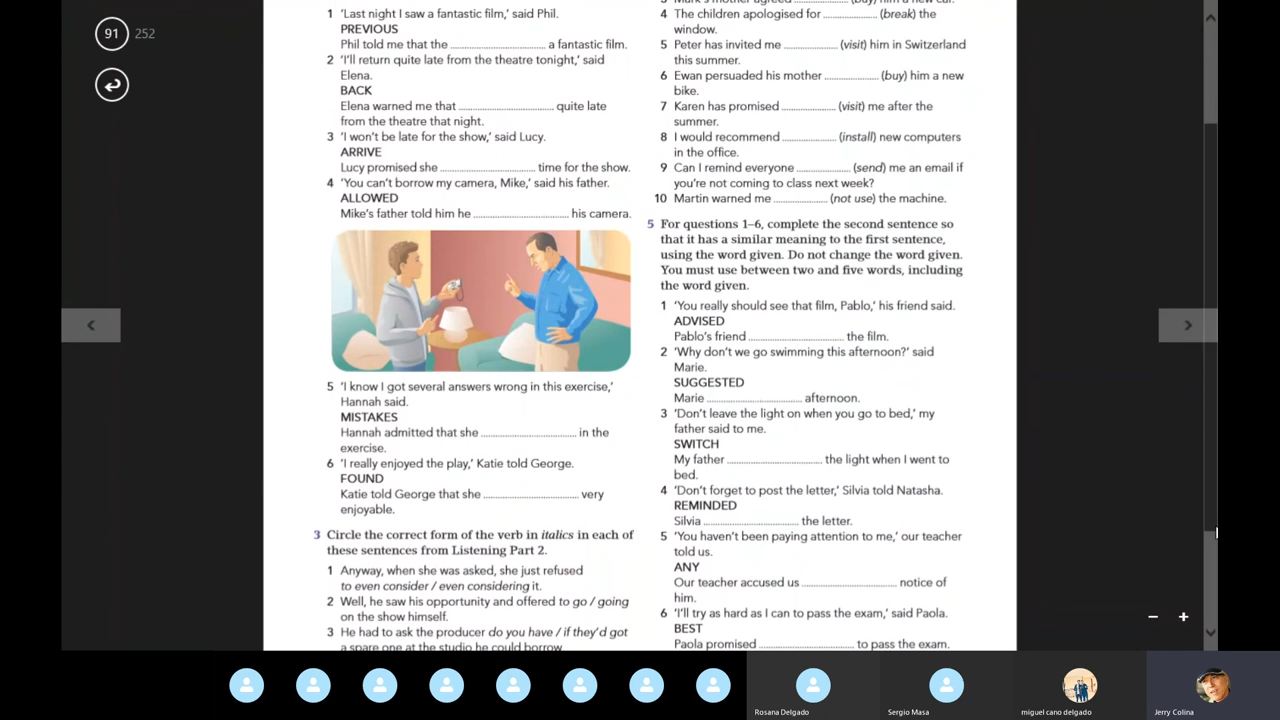 91 252
1 'Last night I saw a fantastic film,' said Phil.
PREVIOUS
Phil told me that the ................................ a fantastic film.
2 'I'll return quite late from the theatre tonight,' said
Elena.
BACK
Elena warned me that ................................ quite late
from the theatre that night.
3 'I won't be late for the show,' said Lucy.
ARRIVE
Lucy promised she ................................ time for the show.
4 'You can't borrow my camera, Mike,' said his father.
ALLOWED
Mike's father told him he ................................ his camera.
5 'I know I got several answers wrong in this exercise,'
Hannah said.
MISTAKES
Hannah admitted that she ................................ in the
exercise.
6 'I really enjoyed the play,' Katie told George.
FOUND
Katie told George that she ................................ very
enjoyable.
3 Circle the correct form of the verb in italics in each of
these sentences from Listening Part 2.
1 Anyway, when she was asked, she just refused
to even consider / even considering it.
2 Well, he saw his opportunity and offered to go / going
on the show himself.
3 He had to ask the producer do you have / if they'd got
a spare one at the studio he could borrow.
3 Mark's mother agreed .................. (buy) him a new car.
4 The children apologised for .................. (break) the
window.
5 Peter has invited me .................. (visit) him in Switzerland
this summer.
6 Ewan persuaded his mother .................. (buy) him a new
bike.
7 Karen has promised .................. (visit) me after the
summer.
8 I would recommend .................. (install) new computers
in the office.
9 Can I remind everyone .................. (send) me an email if
you're not coming to class next week?
10 Martin warned me .................. (not use) the machine.
5 For questions 1–6, complete the second sentence so
that it has a similar meaning to the first sentence,
using the word given. Do not change the word given.
You must use between two and five words, including
the word given.
1 'You really should see that film, Pablo,' his friend said.
ADVISED
Pablo's friend ................................ the film.
2 'Why don't we go swimming this afternoon?' said
Marie.
SUGGESTED
Marie ................................ afternoon.
3 'Don't leave the light on when you go to bed,' my
father said to me.
SWITCH
My father ................................ the light when I went to
bed.
4 'Don't forget to post the letter,' Silvia told Natasha.
REMINDED
Silvia ................................ the letter.
5 'You haven't been paying attention to me,' our teacher
told us.
ANY
Our teacher accused us ................................ notice of
him.
6 'I'll try as hard as I can to pass the exam,' said Paola.
BEST
Paola promised ................................ to pass the exam.
Rosana Delgado
Sergio Masa
miguel cano delgado
Jerry Colina